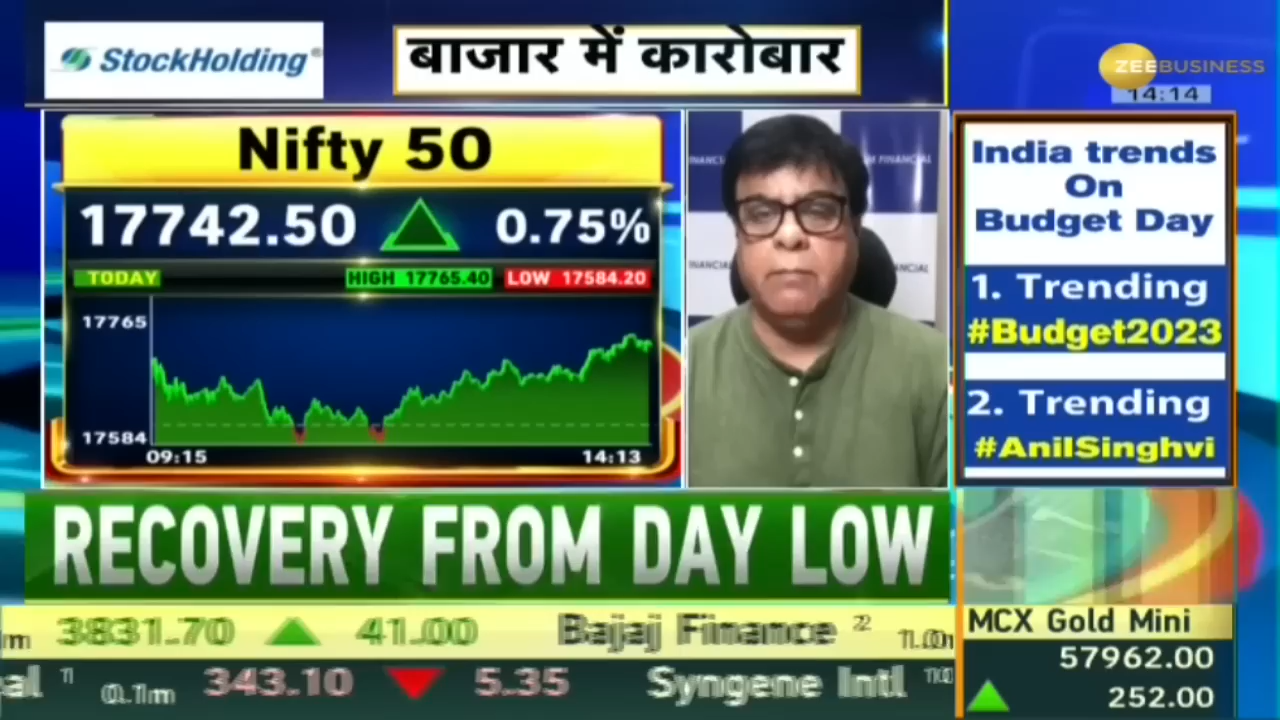 StockHolding®
बाजार में कारोबार
ZEEBUSINESS
14:14
Nifty 50
17742.50 ▲ 0.75%
TODAY HIGH 17765.40 LOW 17584.20
17765
17584
09:15 14:13
FINANCIAL
India trends
On
Budget Day
1. Trending
#Budget2023
2. Trending
#AnilSinghvi
RECOVERY FROM DAY LOW
3831.70 ▲ 41.00 Bajaj Finance
0.1m 343.10 ▼ 5.35 Syngene Intl
MCX Gold Mini
57962.00
▲ 252.00